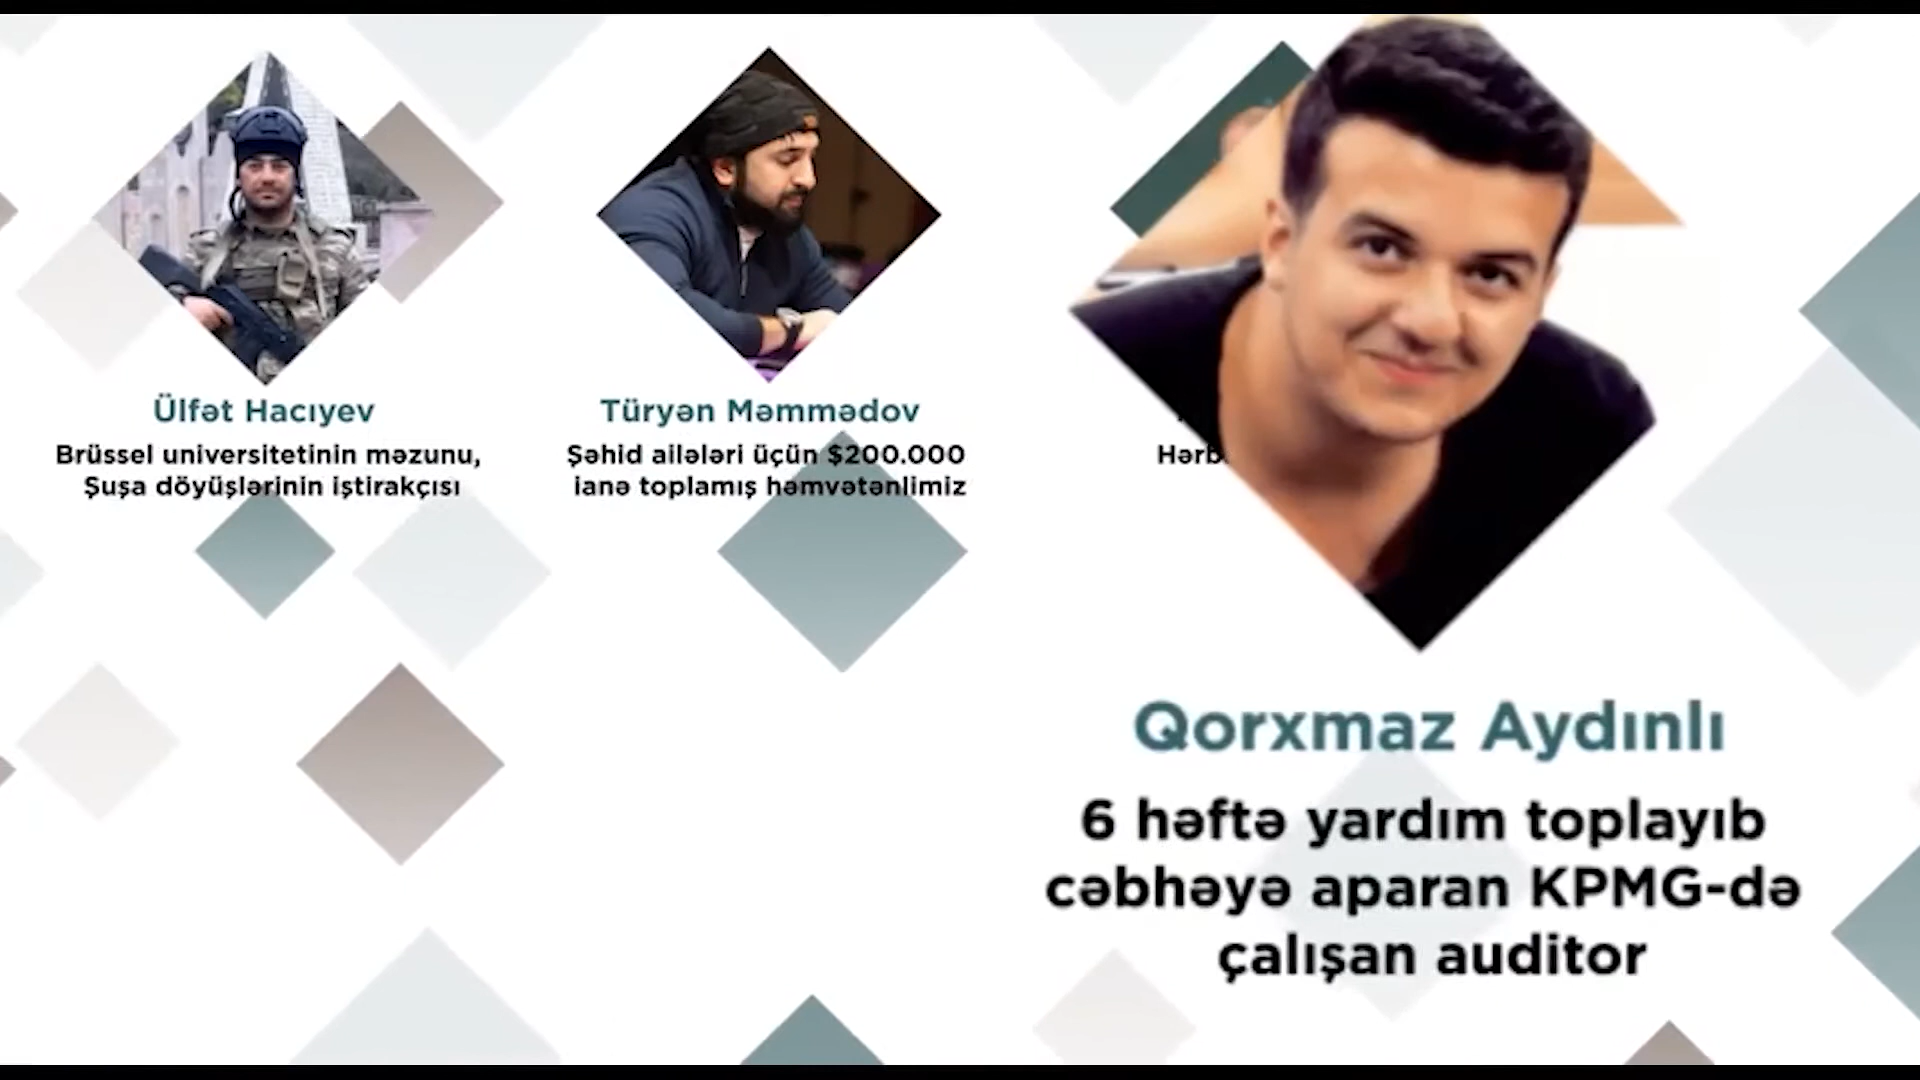 Ülfət Hacıyev
Brüssel universitetinin məzunu,
Şuşa döyüşlərinin iştirakçısı
Türyən Məmmədov
Şəhid ailələri üçün $200.000
ianə toplamış həmvətənlimiz
Qorxmaz Aydınlı
6 həftə yardım toplayıb
cəbhəyə aparan KPMG-də
çalışan auditor